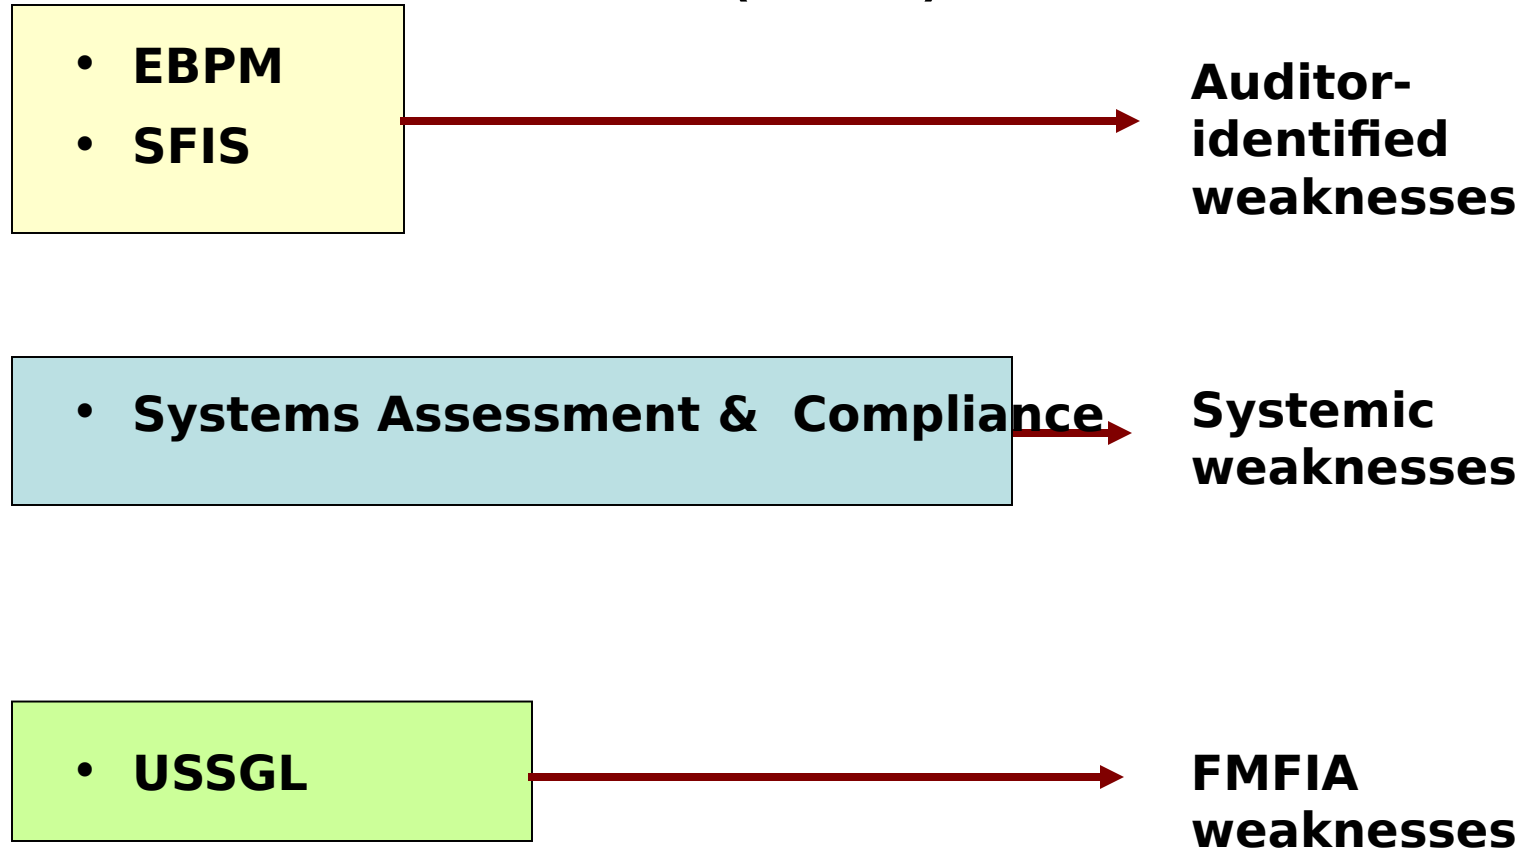 • EBPM
• SFIS
Auditor-
identified
weaknesses
• Systems Assessment &  Compliance
Systemic
weaknesses
• USSGL
FMFIA
weaknesses